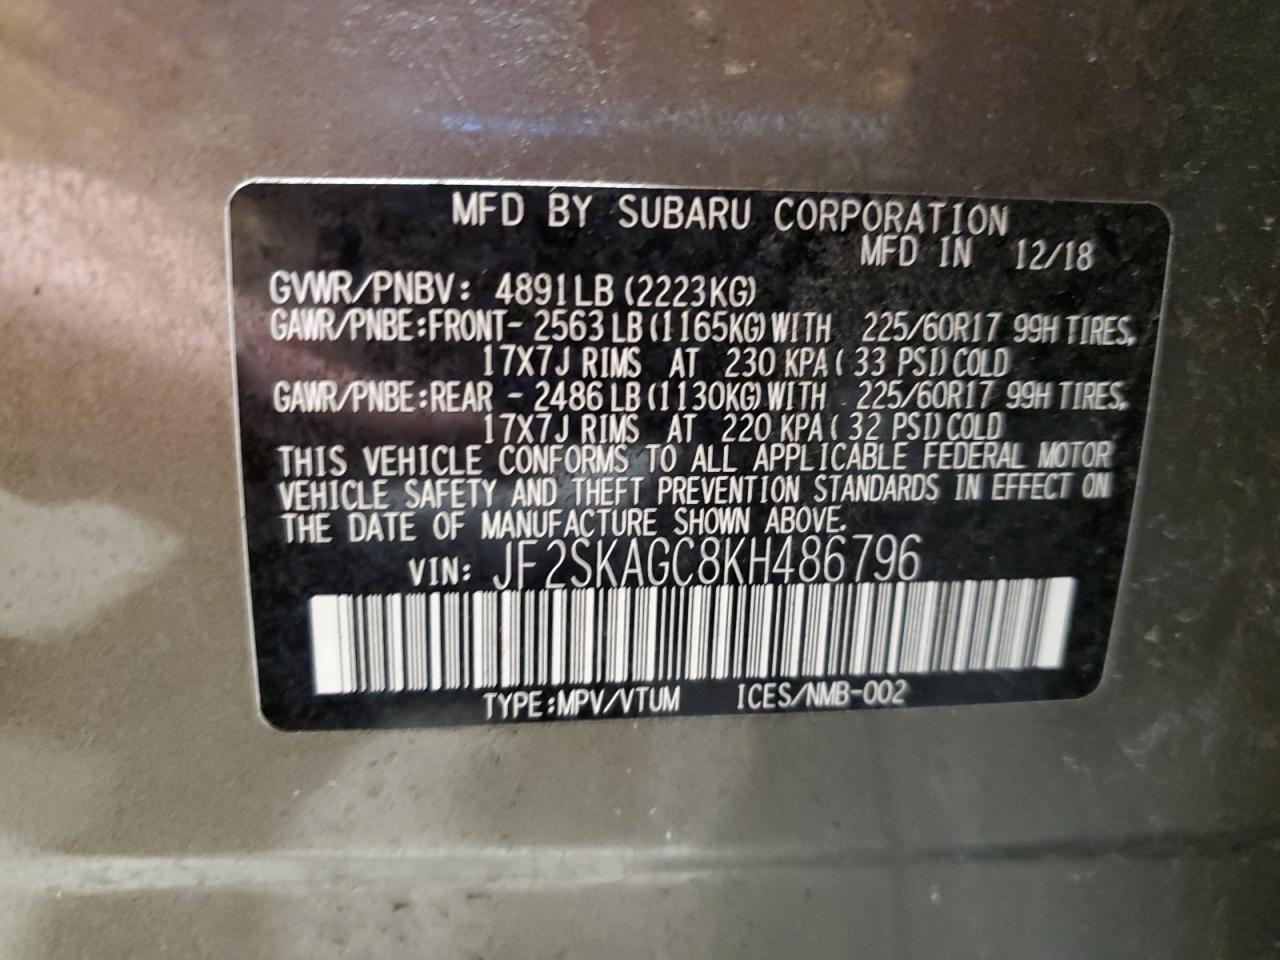 MFD BY SUBARU CORPORATION
MFD IN 12/18
GVWR/PNBV: 4891LB (2223KG)
GAWR/PNBE:FRONT- 2563 LB (1165KG) WITH 225/60R17 99H TIRES,
17X7J RIMS AT 230 KPA ( 33 PSI) COLD
GAWR/PNBE:REAR - 2486 LB (1130KG) WITH 225/60R17 99H TIRES,
17X7J RIMS AT 220 KPA ( 32 PSI) COLD
THIS VEHICLE CONFORMS TO ALL APPLICABLE FEDERAL MOTOR
VEHICLE SAFETY AND THEFT PREVENTION STANDARDS IN EFFECT ON
THE DATE OF MANUFACTURE SHOWN ABOVE.
VIN: JF2SKAGC8KH486796
TYPE:MPV/VTUM ICES/NMB-002